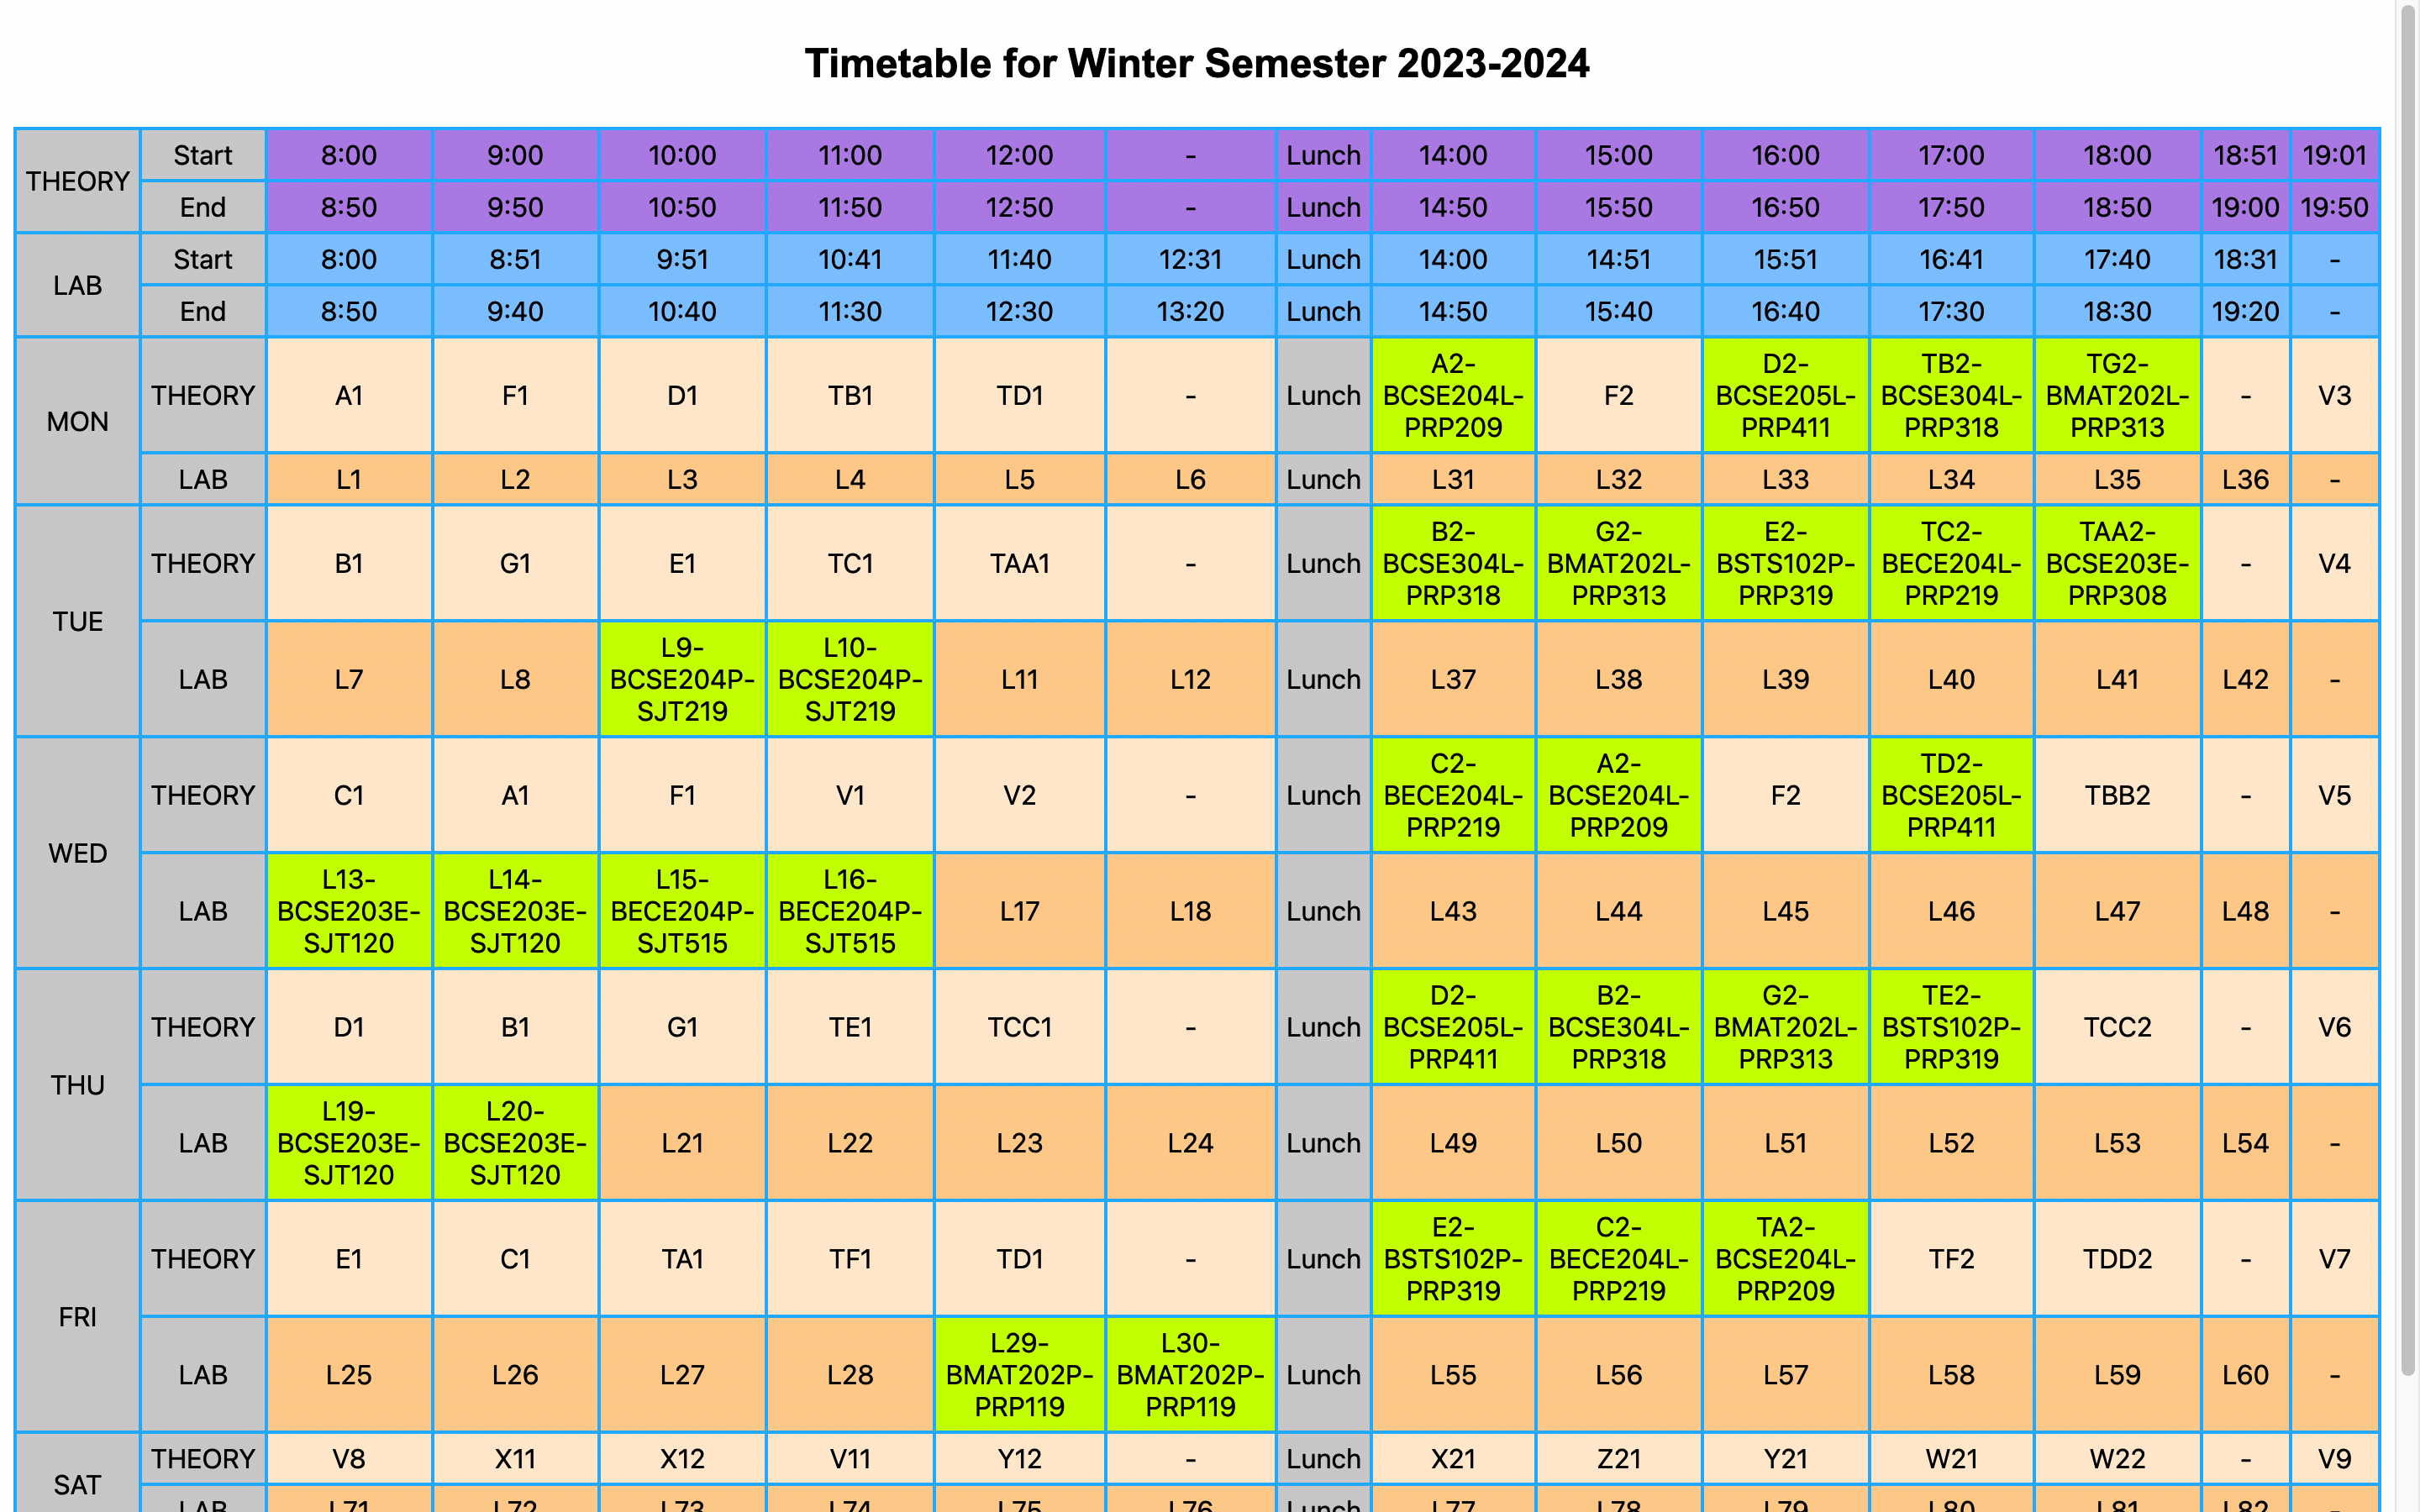 Timetable for Winter Semester 2023-2024
THEORY Start 8:00 9:00 10:00 11:00 12:00 - Lunch 14:00 15:00 16:00 17:00 18:00 18:51 19:01
End 8:50 9:50 10:50 11:50 12:50 - Lunch 14:50 15:50 16:50 17:50 18:50 19:00 19:50
LAB Start 8:00 8:51 9:51 10:41 11:40 12:31 Lunch 14:00 14:51 15:51 16:41 17:40 18:31 -
End 8:50 9:40 10:40 11:30 12:30 13:20 Lunch 14:50 15:40 16:40 17:30 18:30 19:20 -
MON THEORY A1 F1 D1 TB1 TD1 - Lunch A2-BCSE204L-PRP209 F2 D2-BCSE205L-PRP411 TB2-BCSE304L-PRP318 TG2-BMAT202L-PRP313 - V3
LAB L1 L2 L3 L4 L5 L6 Lunch L31 L32 L33 L34 L35 L36 -
TUE THEORY B1 G1 E1 TC1 TAA1 - Lunch B2-BCSE304L-PRP318 G2-BMAT202L-PRP313 E2-BSTS102P-PRP319 TC2-BECE204L-PRP219 TAA2-BCSE203E-PRP308 - V4
LAB L7 L8 L9-BCSE204P-SJT219 L10-BCSE204P-SJT219 L11 L12 Lunch L37 L38 L39 L40 L41 L42 -
WED THEORY C1 A1 F1 V1 V2 - Lunch C2-BECE204L-PRP219 A2-BCSE204L-PRP209 F2 TD2-BCSE205L-PRP411 TBB2 - V5
LAB L13-BCSE203E-SJT120 L14-BCSE203E-SJT120 L15-BECE204P-SJT515 L16-BECE204P-SJT515 L17 L18 Lunch L43 L44 L45 L46 L47 L48 -
THU THEORY D1 B1 G1 TE1 TCC1 - Lunch D2-BCSE205L-PRP411 B2-BCSE304L-PRP318 G2-BMAT202L-PRP313 TE2-BSTS102P-PRP319 TCC2 - V6
LAB L19-BCSE203E-SJT120 L20-BCSE203E-SJT120 L21 L22 L23 L24 Lunch L49 L50 L51 L52 L53 L54 -
FRI THEORY E1 C1 TA1 TF1 TD1 - Lunch E2-BSTS102P-PRP319 C2-BECE204L-PRP219 TA2-BCSE204L-PRP209 TF2 TDD2 - V7
LAB L25 L26 L27 L28 L29-BMAT202P-PRP119 L30-BMAT202P-PRP119 Lunch L55 L56 L57 L58 L59 L60 -
SAT THEORY V8 X11 X12 V11 Y12 - Lunch X21 Z21 Y21 W21 W22 - V9
LAB L71 L72 L73 L74 L75 L76 Lunch L77 L78 L79 L80 L81 L82 -